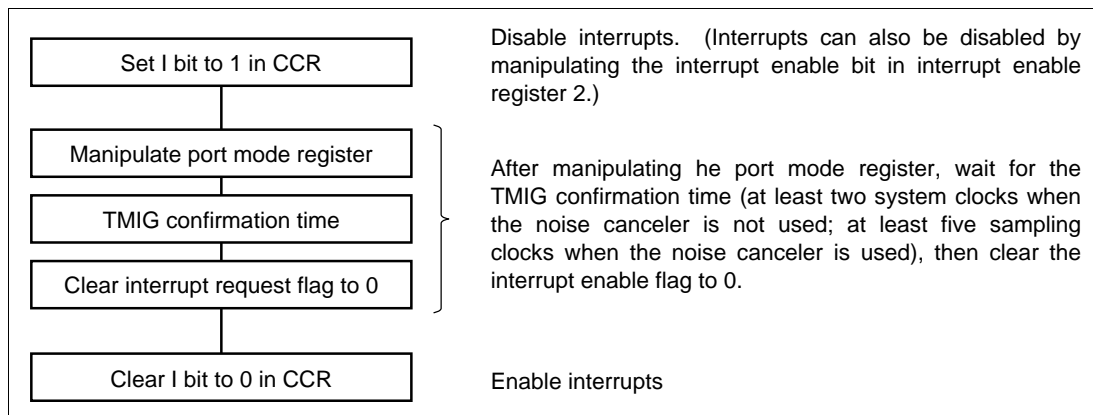 Set I bit to 1 in CCR
Disable interrupts. (Interrupts can also be disabled by
manipulating the interrupt enable bit in interrupt enable
register 2.)
Manipulate port mode register
TMIG confirmation time
Clear interrupt request flag to 0
After manipulating he port mode register, wait for the
TMIG confirmation time (at least two system clocks when
the noise canceler is not used; at least five sampling
clocks when the noise canceler is used), then clear the
interrupt enable flag to 0.
Clear I bit to 0 in CCR
Enable interrupts